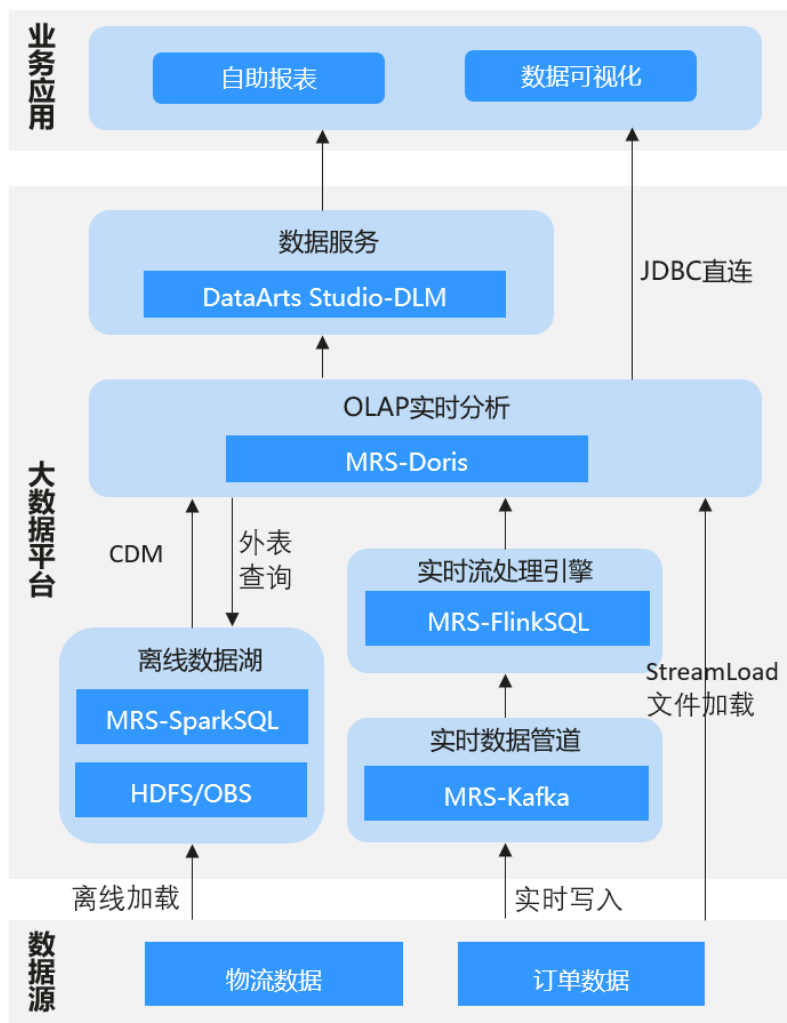 业务应用
自助报表
数据可视化
数据服务
DataArts Studio-DLM
JDBC直连
OLAP实时分析
MRS-Doris
大数据平台
CDM
外表
查询
实时流处理引擎
MRS-FlinkSQL
离线数据湖
MRS-SparkSQL
HDFS/OBS
StreamLoad
文件加载
实时数据管道
MRS-Kafka
离线加载
实时写入
数据源
物流数据
订单数据